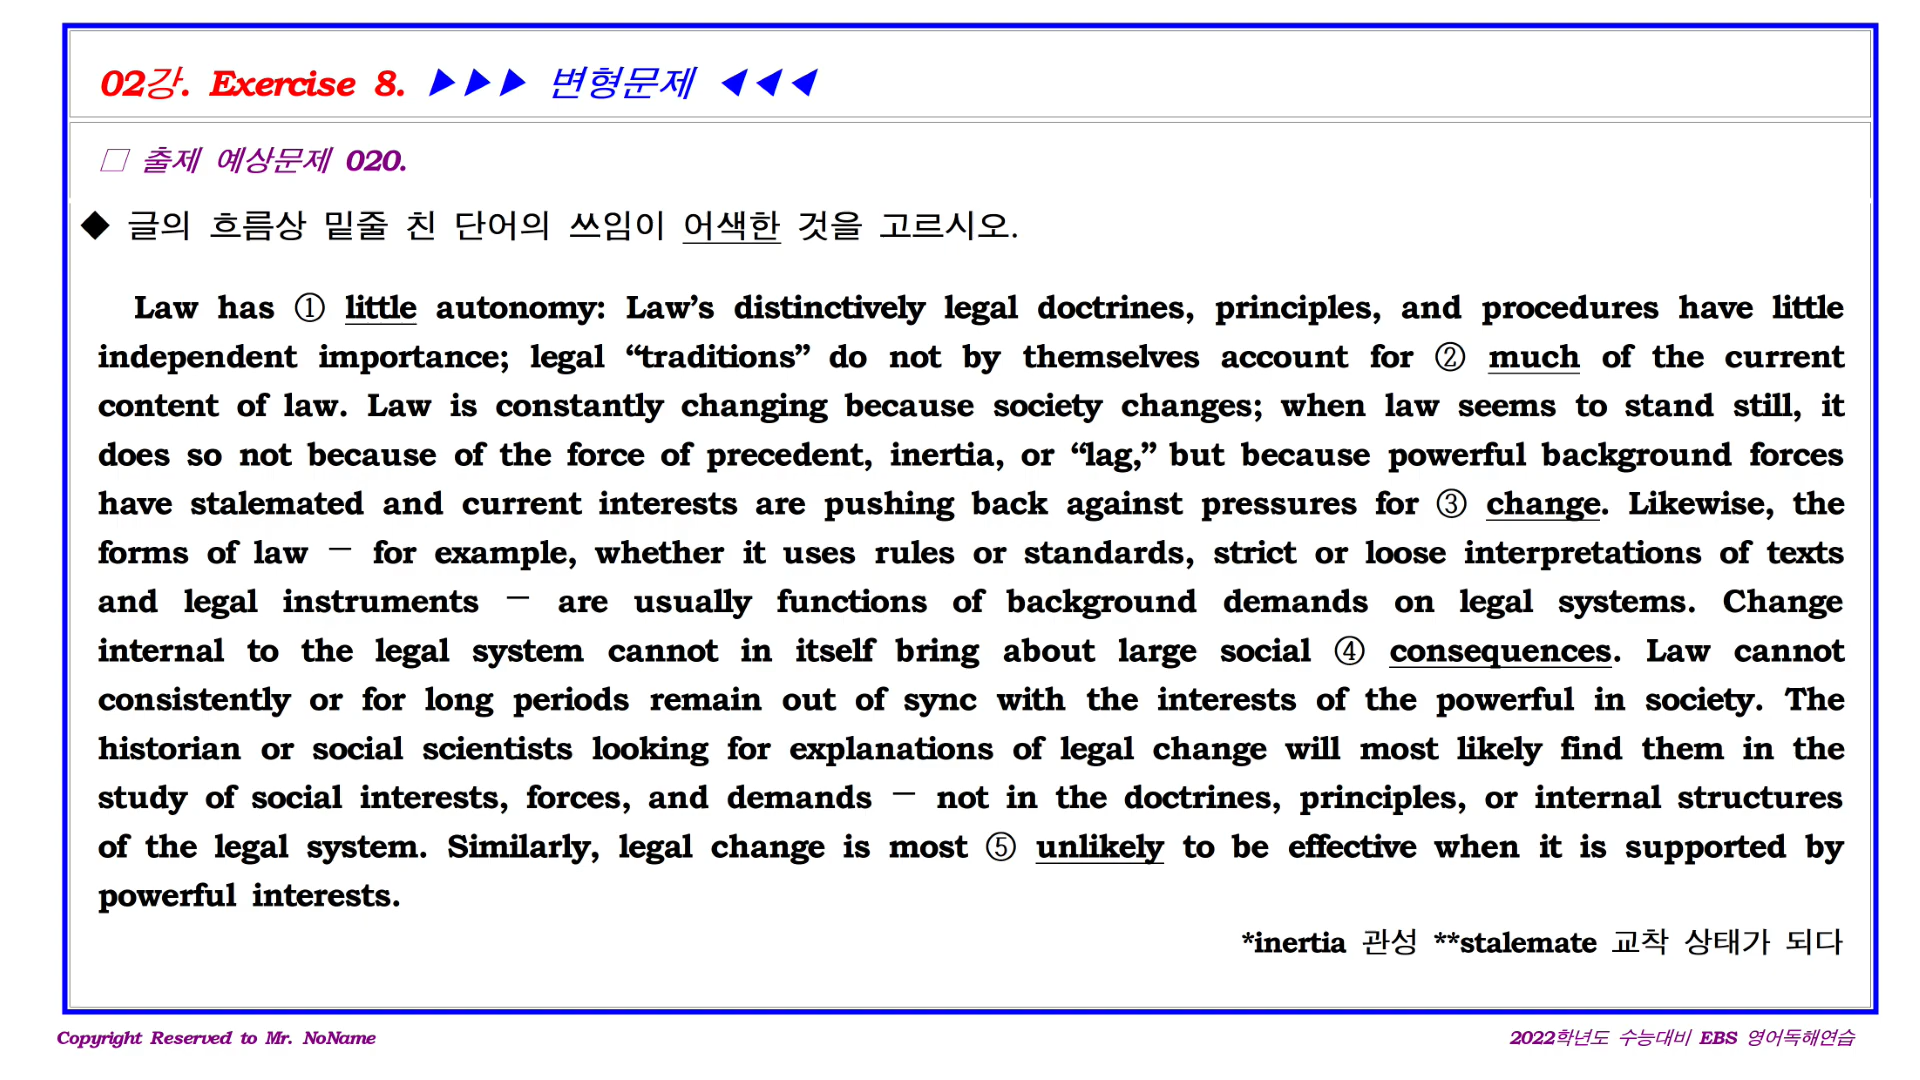 02강. Exercise 8. ▶▶▶ 변형문제 ◀◀◀
□ 출제 예상문제 020.
◆ 글의 흐름상 밑줄 친 단어의 쓰임이 어색한 것을 고르시오.
Law has ① little autonomy: Law’s distinctively legal doctrines, principles, and procedures have little
independent importance; legal “traditions” do not by themselves account for ② much of the current
content of law. Law is constantly changing because society changes; when law seems to stand still, it
does so not because of the force of precedent, inertia, or “lag,” but because powerful background forces
have stalemated and current interests are pushing back against pressures for ③ change. Likewise, the
forms of law ― for example, whether it uses rules or standards, strict or loose interpretations of texts
and legal instruments ― are usually functions of background demands on legal systems. Change
internal to the legal system cannot in itself bring about large social ④ consequences. Law cannot
consistently or for long periods remain out of sync with the interests of the powerful in society. The
historian or social scientists looking for explanations of legal change will most likely find them in the
study of social interests, forces, and demands ― not in the doctrines, principles, or internal structures
of the legal system. Similarly, legal change is most ⑤ unlikely to be effective when it is supported by
powerful interests.
*inertia 관성 **stalemate 교착 상태가 되다
Copyright Reserved to Mr. NoName
2022학년도 수능대비 EBS 영어독해연습